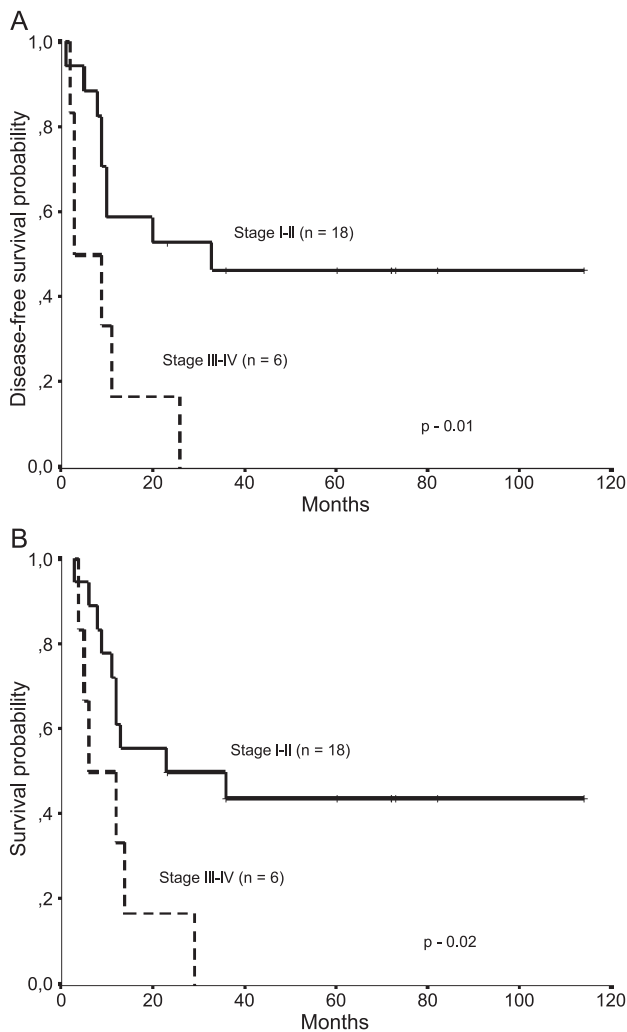 A
1,0
,8
,6
,4
,2
0,0
Disease-free survival probability
Stage I-II (n = 18)
Stage III-IV (n = 6)
p - 0.01
0 20 40 60 80 100 120
Months
B
1,0
,8
,6
,4
,2
0,0
Survival probability
Stage I-II (n = 18)
Stage III-IV (n = 6)
p - 0.02
0 20 40 60 80 100 120
Months